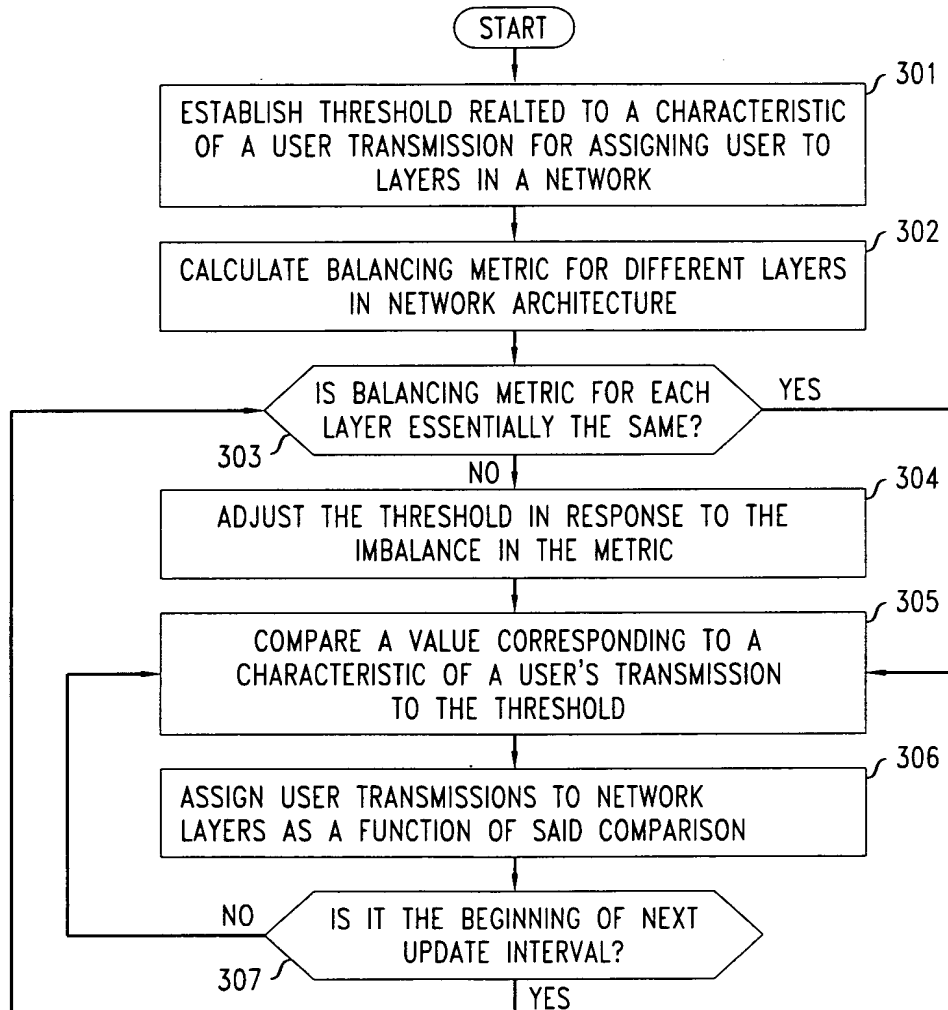 START
301
ESTABLISH THRESHOLD REALTED TO A CHARACTERISTIC
OF A USER TRANSMISSION FOR ASSIGNING USER TO
LAYERS IN A NETWORK
302
CALCULATE BALANCING METRIC FOR DIFFERENT LAYERS
IN NETWORK ARCHITECTURE
IS BALANCING METRIC FOR EACH
LAYER ESSENTIALLY THE SAME?
YES
303
NO
304
ADJUST THE THRESHOLD IN RESPONSE TO THE
IMBALANCE IN THE METRIC
305
COMPARE A VALUE CORRESPONDING TO A
CHARACTERISTIC OF A USER'S TRANSMISSION
TO THE THRESHOLD
306
ASSIGN USER TRANSMISSIONS TO NETWORK
LAYERS AS A FUNCTION OF SAID COMPARISON
NO
IS IT THE BEGINNING OF NEXT
UPDATE INTERVAL?
307
YES